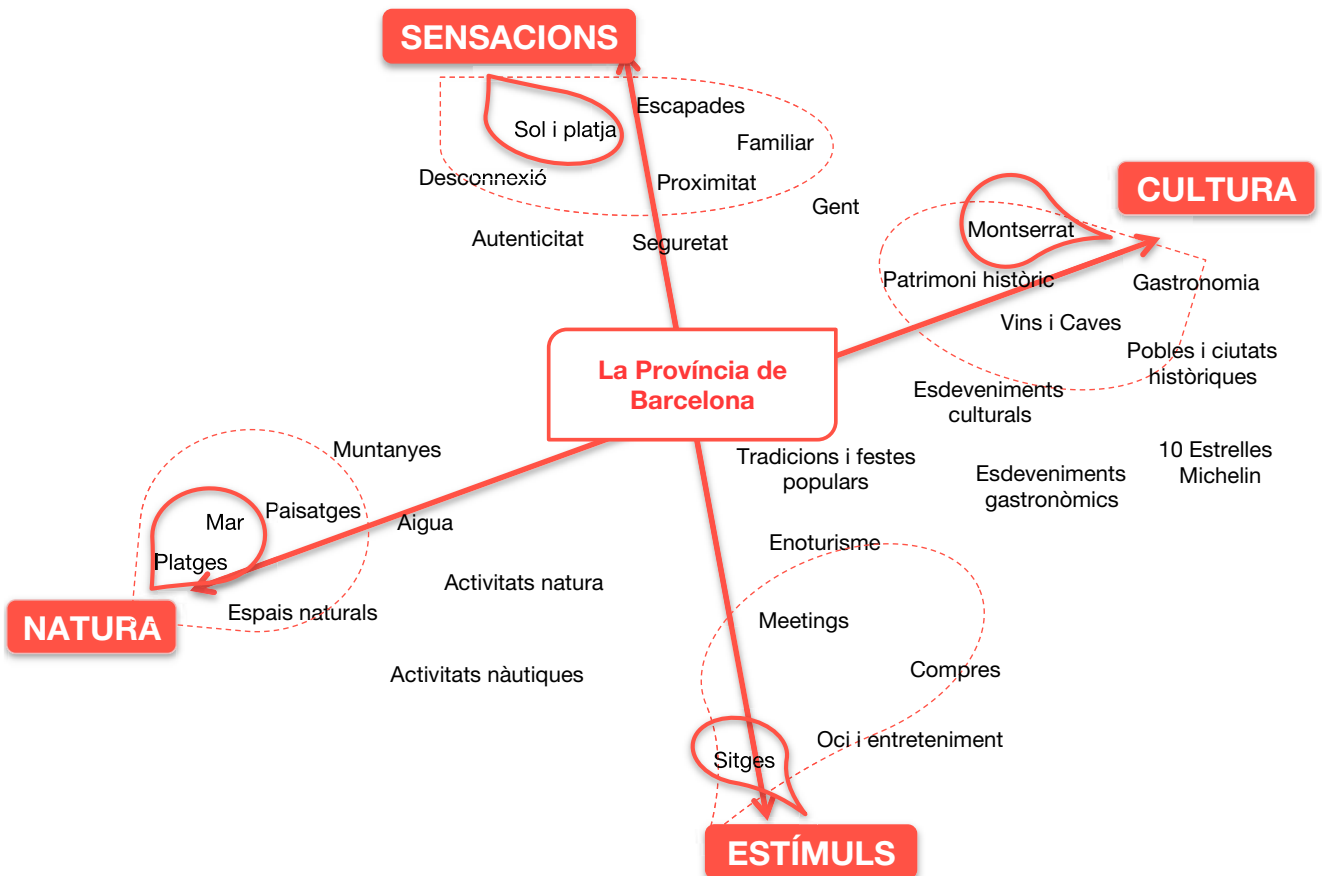 SENSACIONS
Escapades
Sol i platja
Familiar
Desconnexió
Proximitat
Gent
Autenticitat
Seguretat
CULTURA
Montserrat
Patrimoni històric
Gastronomia
Vins i Caves
Pobles i ciutats
històriques
Esdeveniments
culturals
La Província de
Barcelona
Tradicions i festes
populars
Esdeveniments
gastronòmics
10 Estrelles
Michelin
Muntanyes
Mar
Paisatges
Aigua
Platges
Espais naturals
NATURA
Activitats natura
Activitats nàutiques
Enoturisme
Meetings
Compres
Oci i entreteniment
Sitges
ESTÍMULS